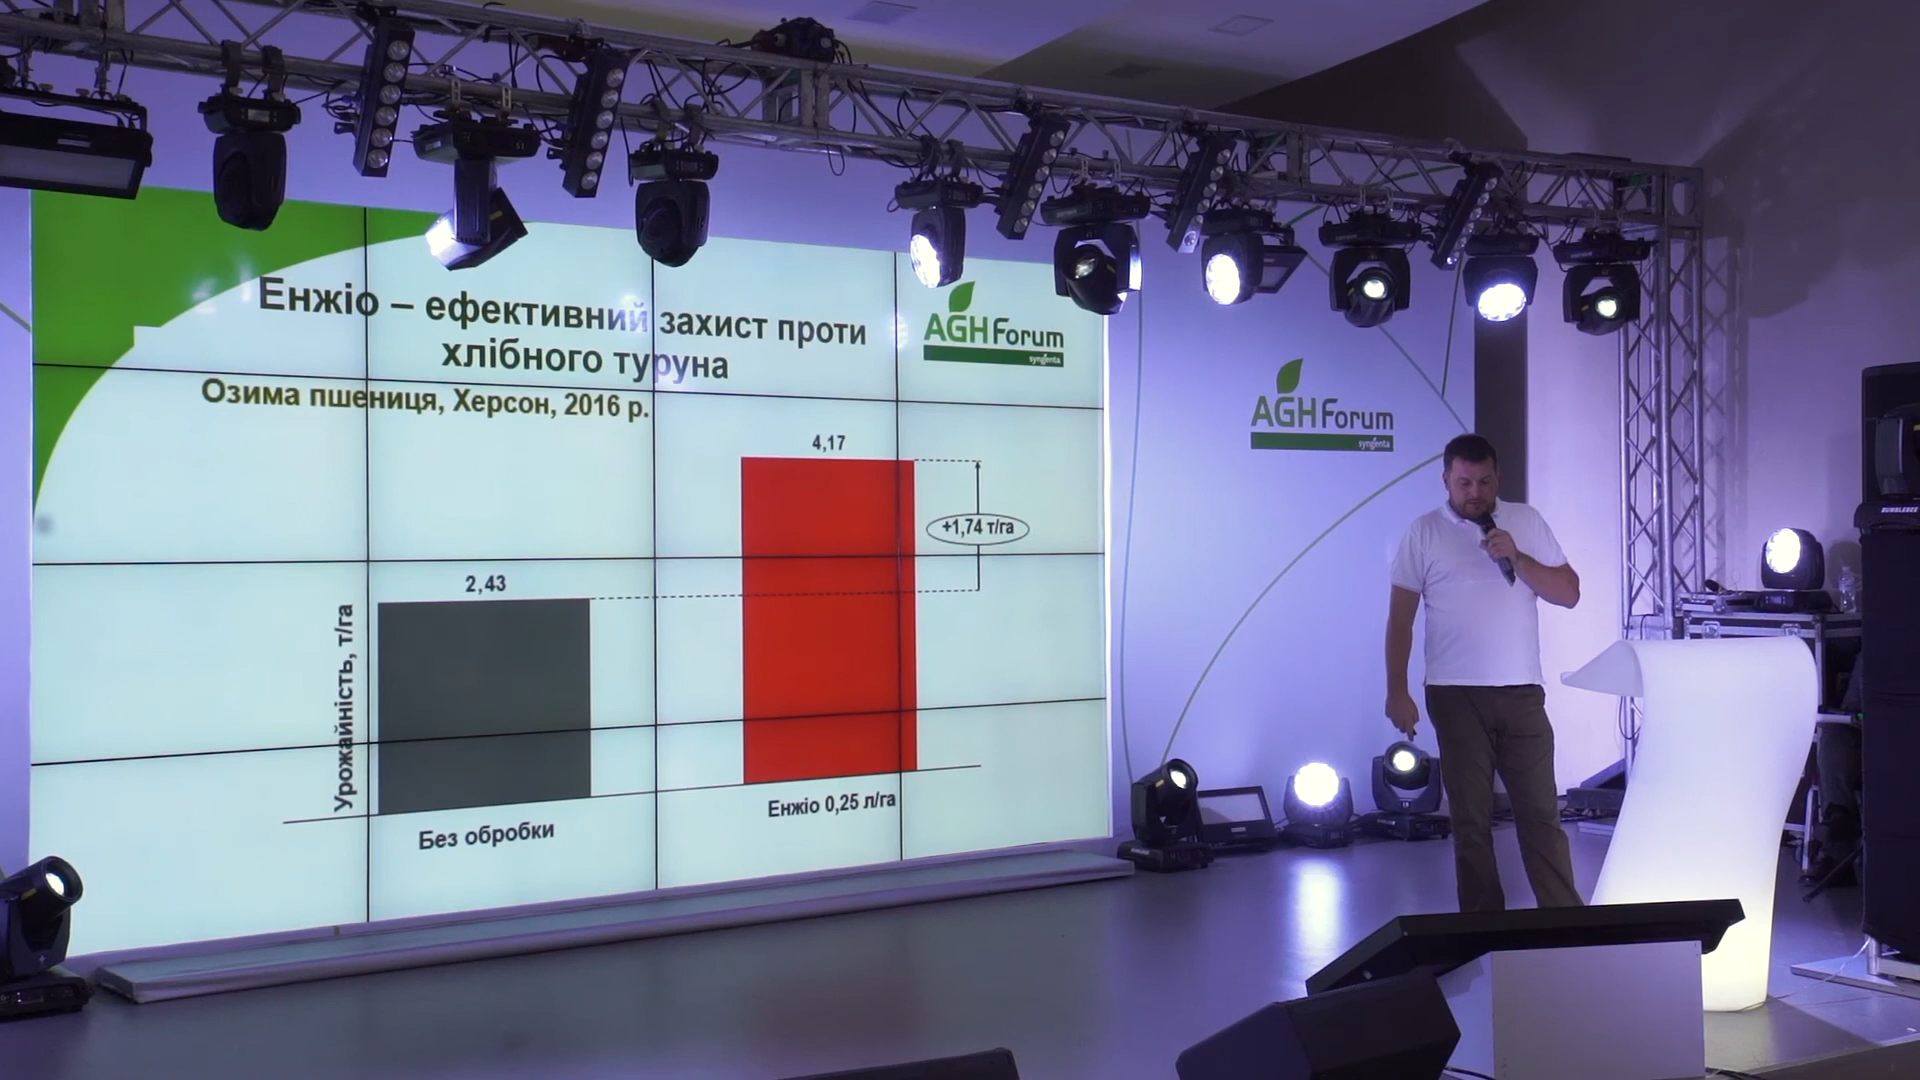 Енжіо – ефективний захист проти
хлібного туруна
Озима пшениця, Херсон, 2016 р.
AGH Forum
syngenta
4,17
+1,74 т/га
2,43
Урожайність, т/га
Без обробки
Енжіо 0,25 л/га
AGH Forum
syngenta
BUMBLEBEE